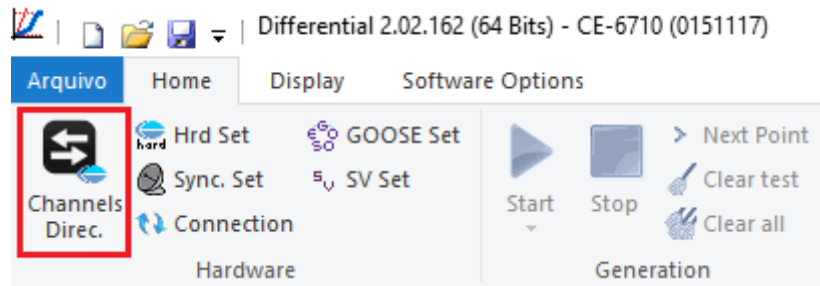 Differential 2.02.162 (64 Bits) - CE-6710 (0151117)
Arquivo Home Display Software Options
Channels
Direc.
hard Hrd Set
Sync. Set
Connection
GOOSE Set
SV SV Set
Hardware
Start
Stop
Next Point
Clear test
Clear all
Generation